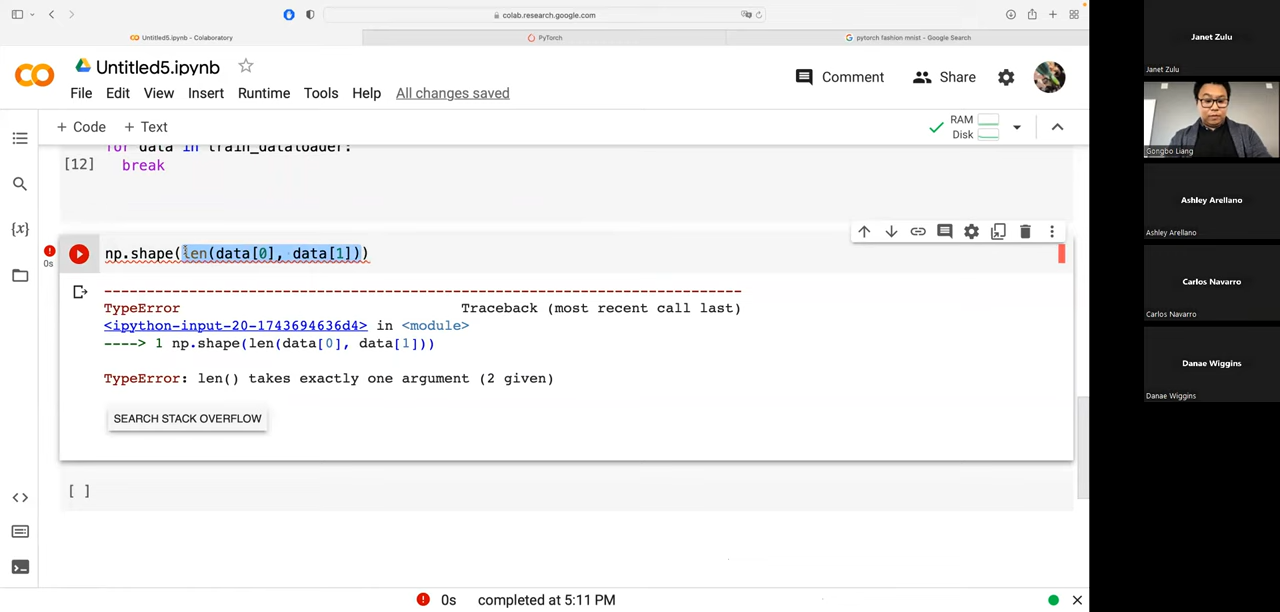 colab.research.google.com
Untitled5.ipynb - Colaboratory
PyTorch
pytorch fashion mnist - Google Search
Untitled5.ipynb
Comment
Share
File Edit View Insert Runtime Tools Help All changes saved
+ Code + Text
RAM
Disk
for data in train_dataloader:
[12] break
np.shape(len(data[0], data[1]))
0s
TypeError Traceback (most recent call last)
<ipython-input-20-1743694636d4> in <module>
----> 1 np.shape(len(data[0], data[1]))
TypeError: len() takes exactly one argument (2 given)
SEARCH STACK OVERFLOW
[ ]
0s completed at 5:11 PM
Janet Zulu
Janet Zulu
Gongbo Liang
Ashley Arellano
Ashley Arellano
Carlos Navarro
Carlos Navarro
Danae Wiggins
Danae Wiggins